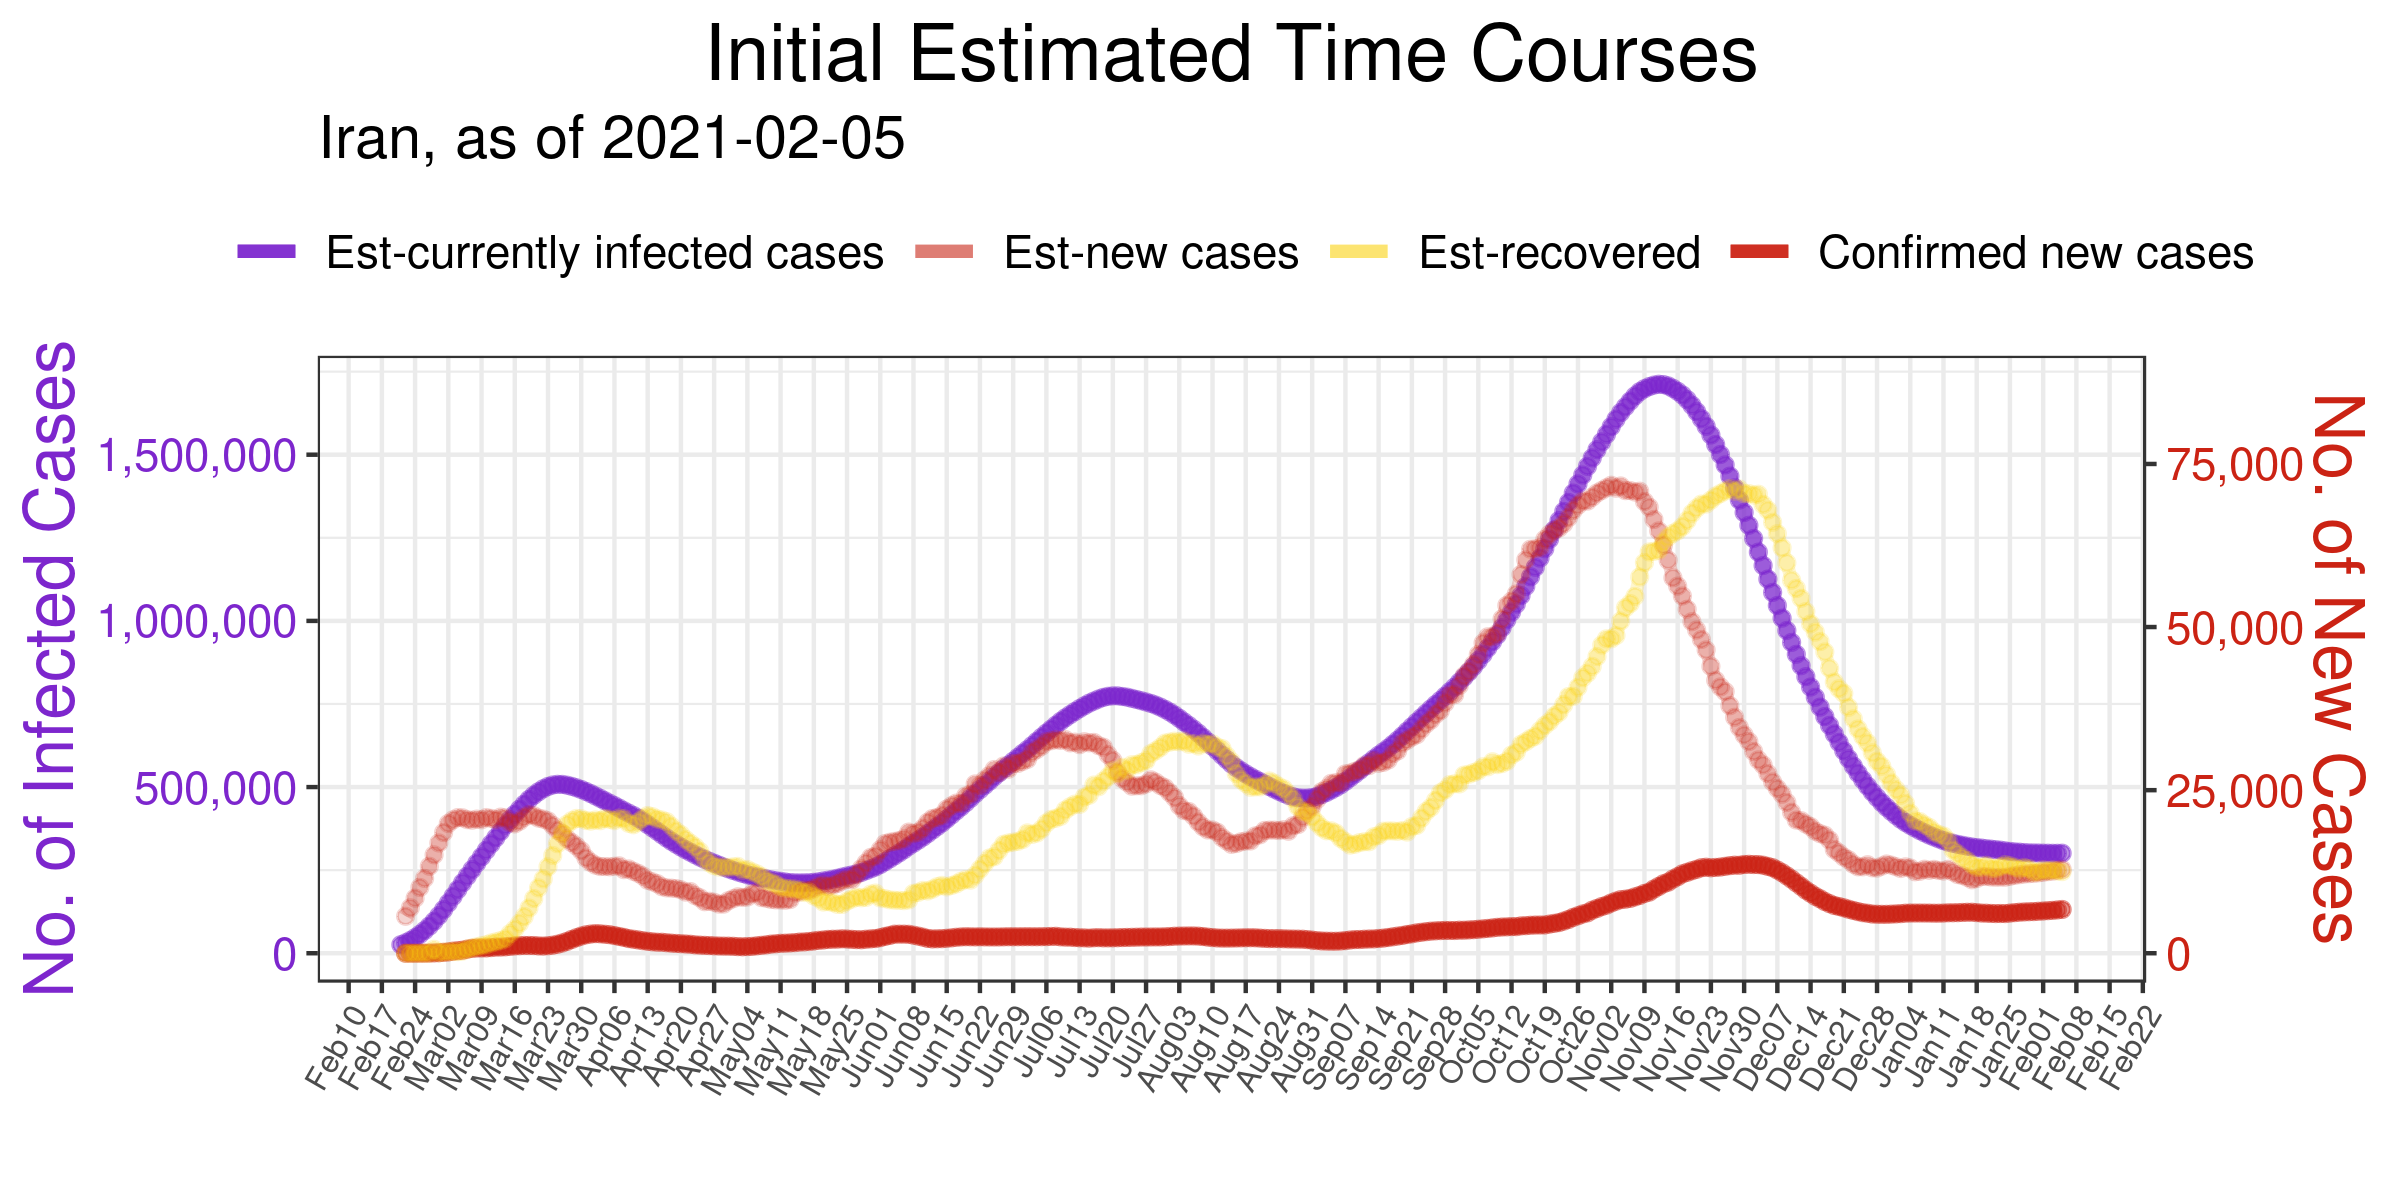 Initial Estimated Time Courses
Iran, as of 2021-02-05
Est-currently infected cases Est-new cases Est-recovered Confirmed new cases
No. of Infected Cases
1,500,000
1,000,000
500,000
0
75,000
50,000
25,000
0
No. of New Cases
Feb10 Feb17 Feb24 Mar02 Mar09 Mar16 Mar23 Mar30 Apr06 Apr13 Apr20 Apr27 May04 May11 May18 May25 Jun01 Jun08 Jun15 Jun22 Jun29 Jul06 Jul13 Jul20 Jul27 Aug03 Aug10 Aug17 Aug24 Aug31 Sep07 Sep14 Sep21 Sep28 Oct05 Oct12 Oct19 Oct26 Nov02 Nov09 Nov16 Nov23 Nov30 Dec07 Dec14 Dec21 Dec28 Jan04 Jan11 Jan18 Jan25 Feb01 Feb08 Feb15 Feb22